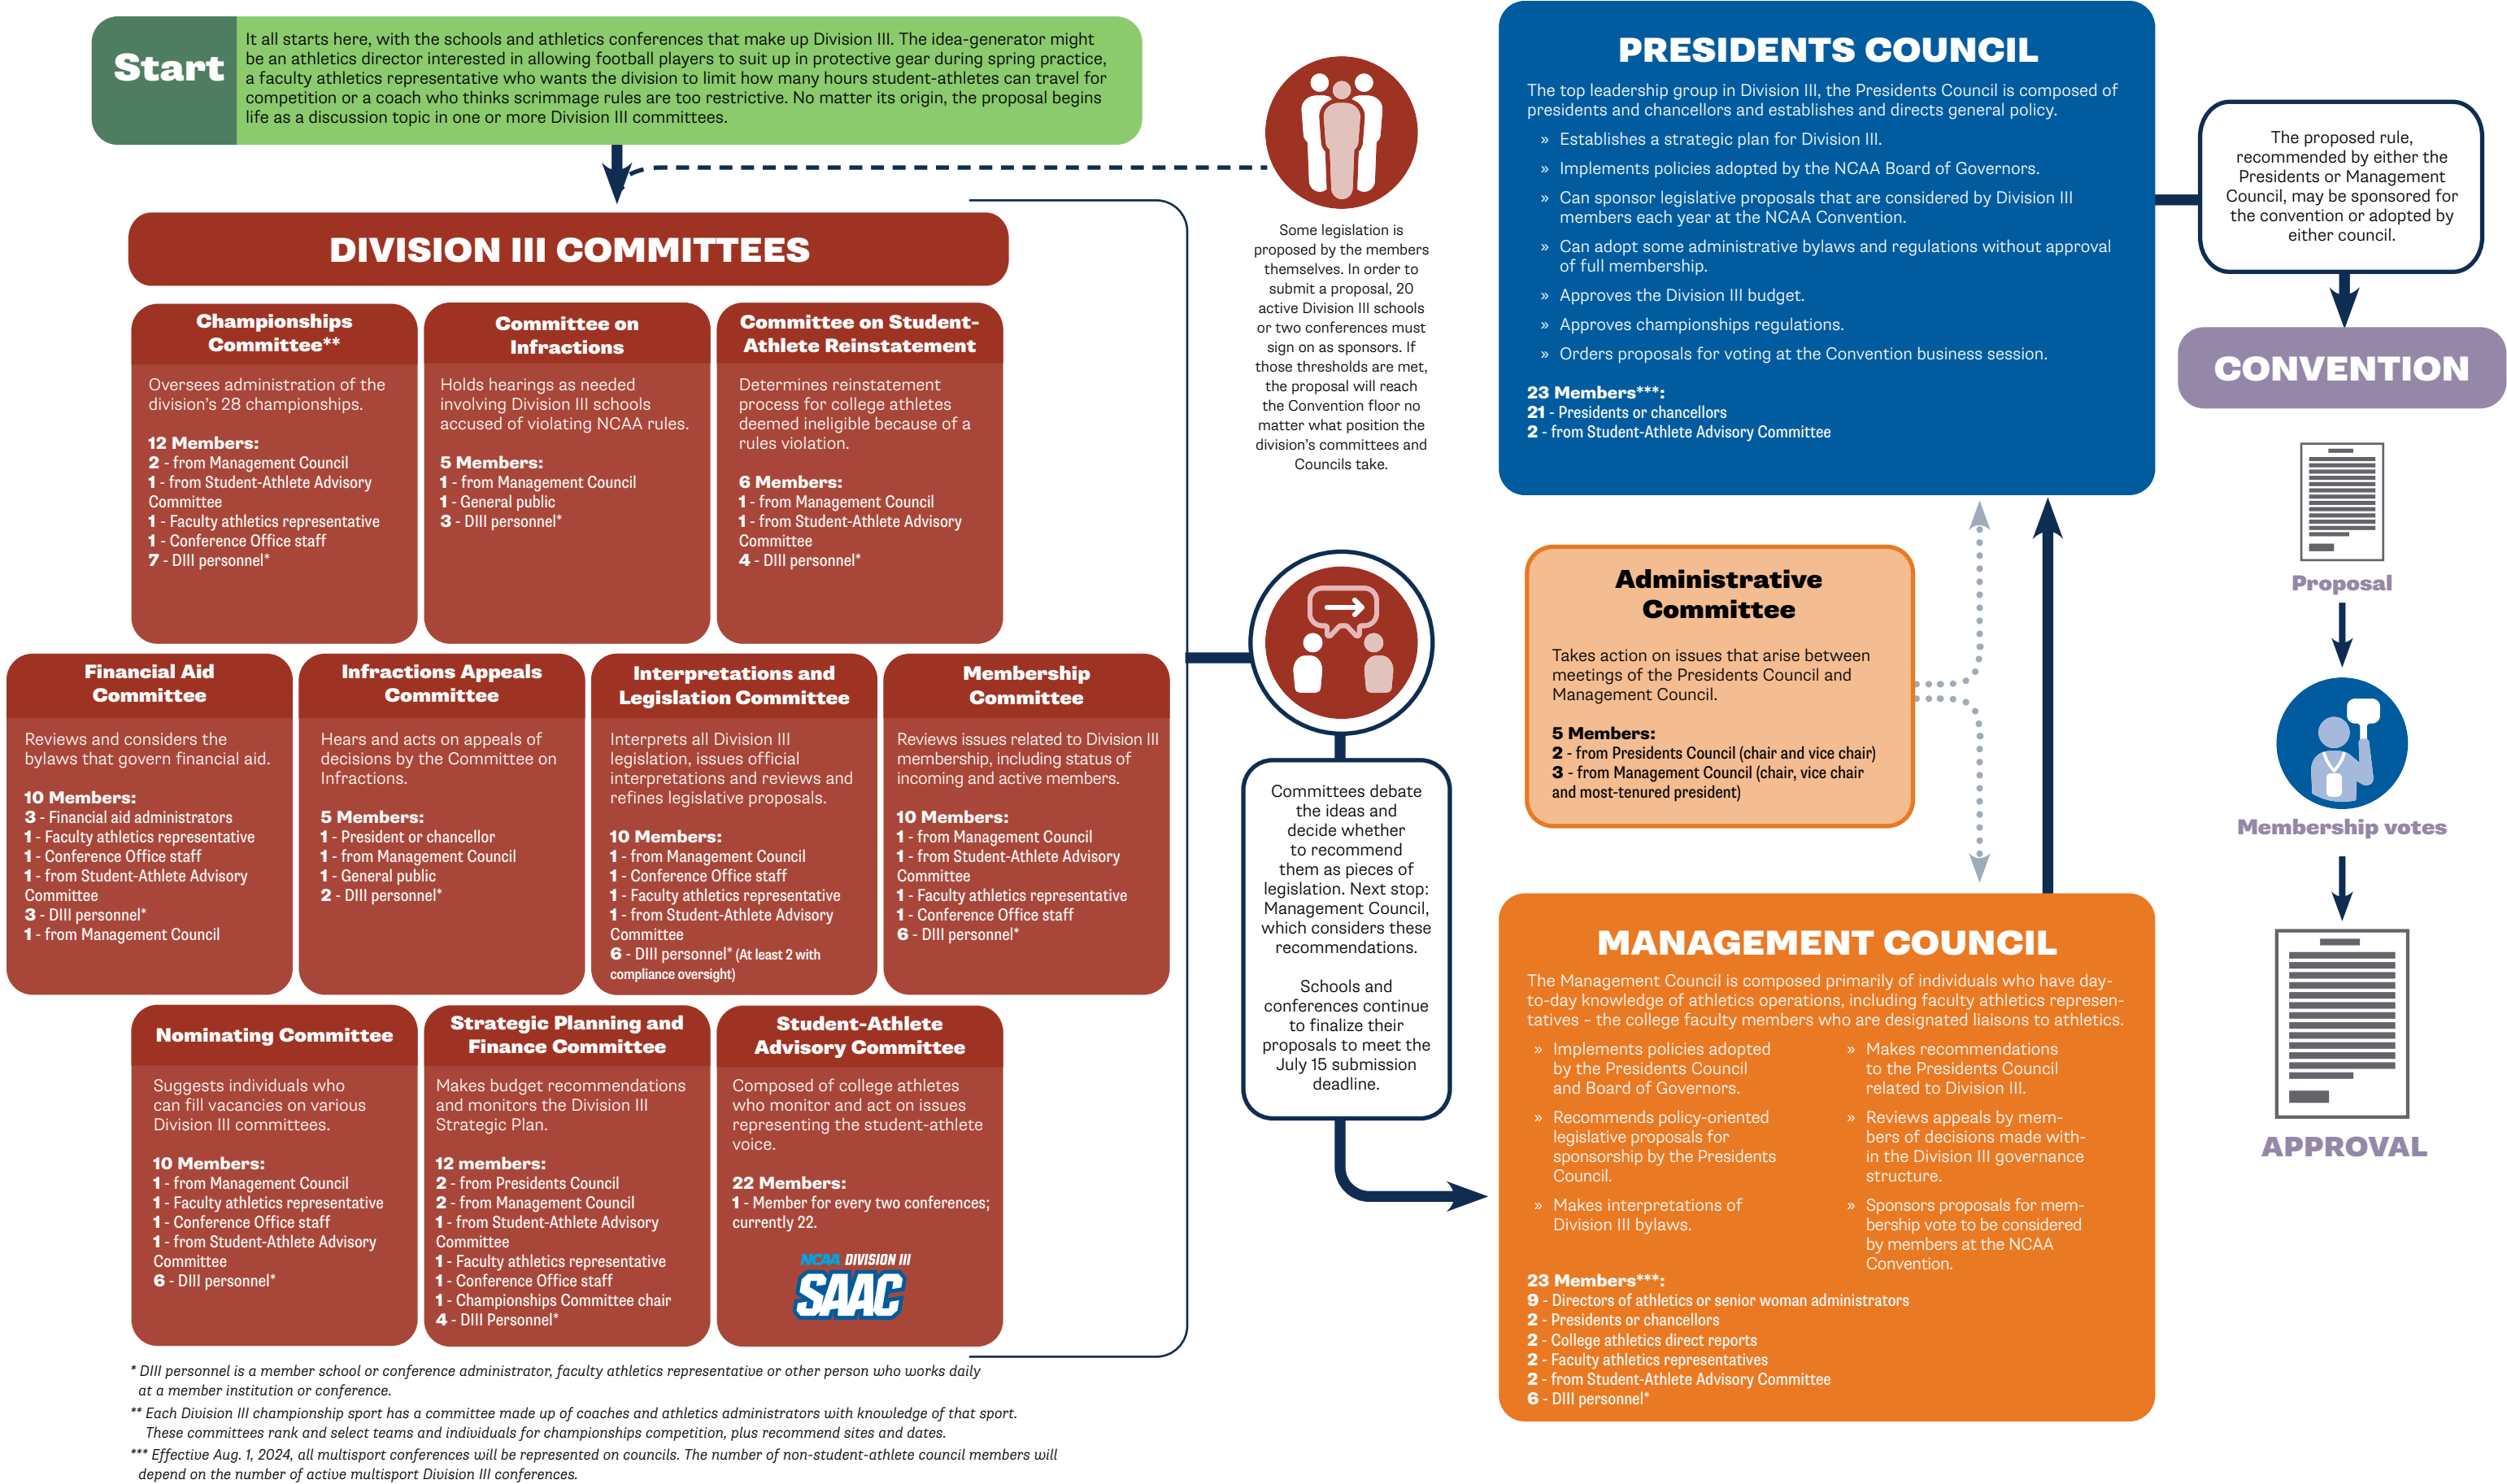 Start
It all starts here, with the schools and athletics conferences that make up Division III. The idea-generator might
be an athletics director interested in allowing football players to suit up in protective gear during spring practice,
a faculty athletics representative who wants the division to limit how many hours student-athletes can travel for
competition or a coach who thinks scrimmage rules are too restrictive. No matter its origin, the proposal begins
life as a discussion topic in one or more Division III committees.
DIVISION III COMMITTEES
Championships
Committee**
Oversees administration of the
division's 28 championships.
12 Members:
2 - from Management Council
1 - from Student-Athlete Advisory
Committee
1 - Faculty athletics representative
1 - Conference Office staff
7 - DIII personnel*
Committee on
Infractions
Holds hearings as needed
involving Division III schools
accused of violating NCAA rules.
5 Members:
1 - from Management Council
1 - General public
3 - DIII personnel*
Committee on Student-
Athlete Reinstatement
Determines reinstatement
process for college athletes
deemed ineligible because of a
rules violation.
6 Members:
1 - from Management Council
1 - from Student-Athlete Advisory
Committee
4 - DIII personnel*
Financial Aid
Committee
Reviews and considers the
bylaws that govern financial aid.
10 Members:
3 - Financial aid administrators
1 - Faculty athletics representative
1 - Conference Office staff
1 - from Student-Athlete Advisory
Committee
3 - DIII personnel*
1 - from Management Council
Infractions Appeals
Committee
Hears and acts on appeals of
decisions by the Committee on
Infractions.
5 Members:
1 - President or chancellor
1 - from Management Council
1 - General public
2 - DIII personnel*
Interpretations and
Legislation Committee
Interprets all Division III
legislation, issues official
interpretations and reviews and
refines legislative proposals.
10 Members:
1 - from Management Council
1 - Conference Office staff
1 - Faculty athletics representative
1 - from Student-Athlete Advisory
Committee
6 - DIII personnel* (At least 2 with
compliance oversight)
Membership
Committee
Reviews issues related to Division III
membership, including status of
incoming and active members.
10 Members:
1 - from Management Council
1 - from Student-Athlete Advisory
Committee
1 - Faculty athletics representative
1 - Conference Office staff
6 - DIII personnel*
Nominating Committee
Suggests individuals who
can fill vacancies on various
Division III committees.
10 Members:
1 - from Management Council
1 - Faculty athletics representative
1 - Conference Office staff
1 - from Student-Athlete Advisory
Committee
6 - DIII personnel*
Strategic Planning and
Finance Committee
Makes budget recommendations
and monitors the Division III
Strategic Plan.
12 members:
2 - from Presidents Council
2 - from Management Council
1 - from Student-Athlete Advisory
Committee
1 - Faculty athletics representative
1 - Conference Office staff
1 - Championships Committee chair
4 - DIII Personnel*
Student-Athlete
Advisory Committee
Composed of college athletes
who monitor and act on issues
representing the student-athlete
voice.
22 Members:
1 - Member for every two conferences;
currently 22.
NCAA DIVISION III
SAAC
* DIII personnel is a member school or conference administrator, faculty athletics representative or other person who works daily
at a member institution or conference.
** Each Division III championship sport has a committee made up of coaches and athletics administrators with knowledge of that sport.
These committees rank and select teams and individuals for championships competition, plus recommend sites and dates.
*** Effective Aug. 1, 2024, all multisport conferences will be represented on councils. The number of non-student-athlete council members will
depend on the number of active multisport Division III conferences.
Some legislation is
proposed by the members
themselves. In order to
submit a proposal, 20
active Division III schools
or two conferences must
sign on as sponsors. If
those thresholds are met,
the proposal will reach
the Convention floor no
matter what position the
division's committees and
Councils take.
Committees debate
the ideas and
decide whether
to recommend
them as pieces of
legislation. Next stop:
Management Council,
which considers these
recommendations.
Schools and
conferences continue
to finalize their
proposals to meet the
July 15 submission
deadline.
PRESIDENTS COUNCIL
The top leadership group in Division III, the Presidents Council is composed of
presidents and chancellors and establishes and directs general policy.
» Establishes a strategic plan for Division III.
» Implements policies adopted by the NCAA Board of Governors.
» Can sponsor legislative proposals that are considered by Division III
members each year at the NCAA Convention.
» Can adopt some administrative bylaws and regulations without approval
of full membership.
» Approves the Division III budget.
» Approves championships regulations.
» Orders proposals for voting at the Convention business session.
23 Members***:
21 - Presidents or chancellors
2 - from Student-Athlete Advisory Committee
Administrative
Committee
Takes action on issues that arise between
meetings of the Presidents Council and
Management Council.
5 Members:
2 - from Presidents Council (chair and vice chair)
3 - from Management Council (chair, vice chair
and most-tenured president)
MANAGEMENT COUNCIL
The Management Council is composed primarily of individuals who have day-
to-day knowledge of athletics operations, including faculty athletics represen-
tatives – the college faculty members who are designated liaisons to athletics.
» Implements policies adopted
by the Presidents Council
and Board of Governors.
» Recommends policy-oriented
legislative proposals for
sponsorship by the Presidents
Council.
» Makes interpretations of
Division III bylaws.
» Makes recommendations
to the Presidents Council
related to Division III.
» Reviews appeals by mem-
bers of decisions made with-
in the Division III governance
structure.
» Sponsors proposals for mem-
bership vote to be considered
by members at the NCAA
Convention.
23 Members***:
9 - Directors of athletics or senior woman administrators
2 - Presidents or chancellors
2 - College athletics direct reports
2 - Faculty athletics representatives
2 - from Student-Athlete Advisory Committee
6 - DIII personnel*
The proposed rule,
recommended by either the
Presidents or Management
Council, may be sponsored for
the convention or adopted by
either council.
CONVENTION
Proposal
Membership votes
APPROVAL